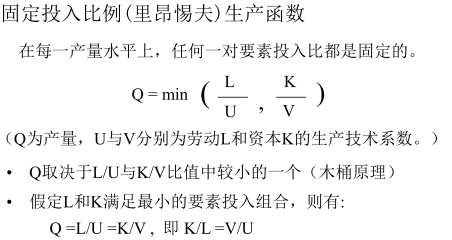 固定投入比例(里昂惕夫)生产函数
在每一产量水平上，任何一对要素投入比都是固定的。
Q = min ( L/U , K/V )
（Q为产量，U与V分别为劳动L和资本K的生产技术系数。）
• Q取决于L/U与K/V比值中较小的一个（木桶原理）
• 假定L和K满足最小的要素投入组合，则有:
Q =L/U =K/V , 即 K/L =V/U